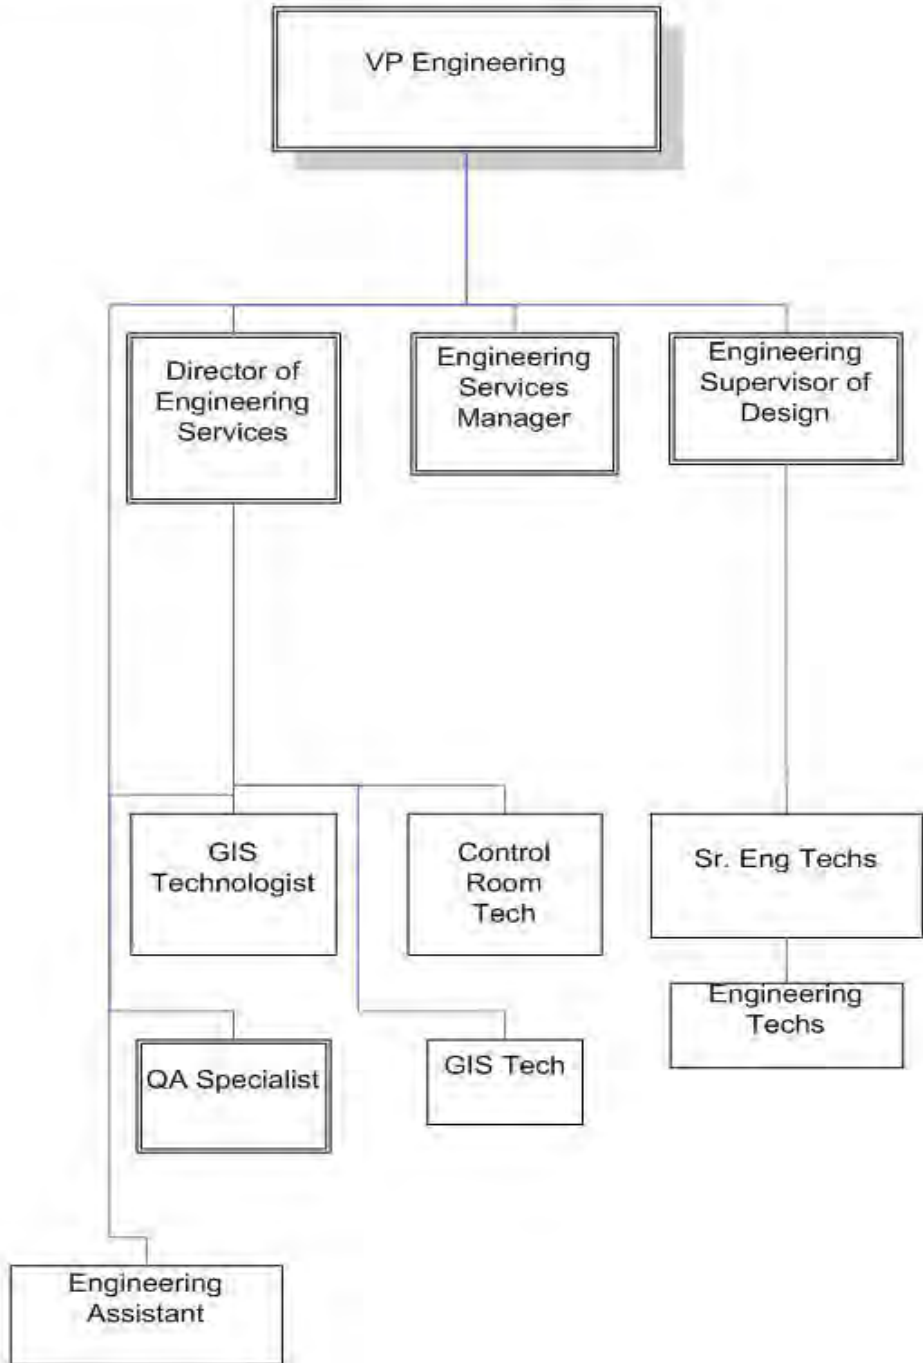 VP Engineering
Director of
Engineering
Services
Engineering
Services
Manager
Engineering
Supervisor of
Design
GIS
Technologist
Control
Room
Tech
Sr. Eng Techs
Engineering
Techs
QA Specialist
GIS Tech
Engineering
Assistant